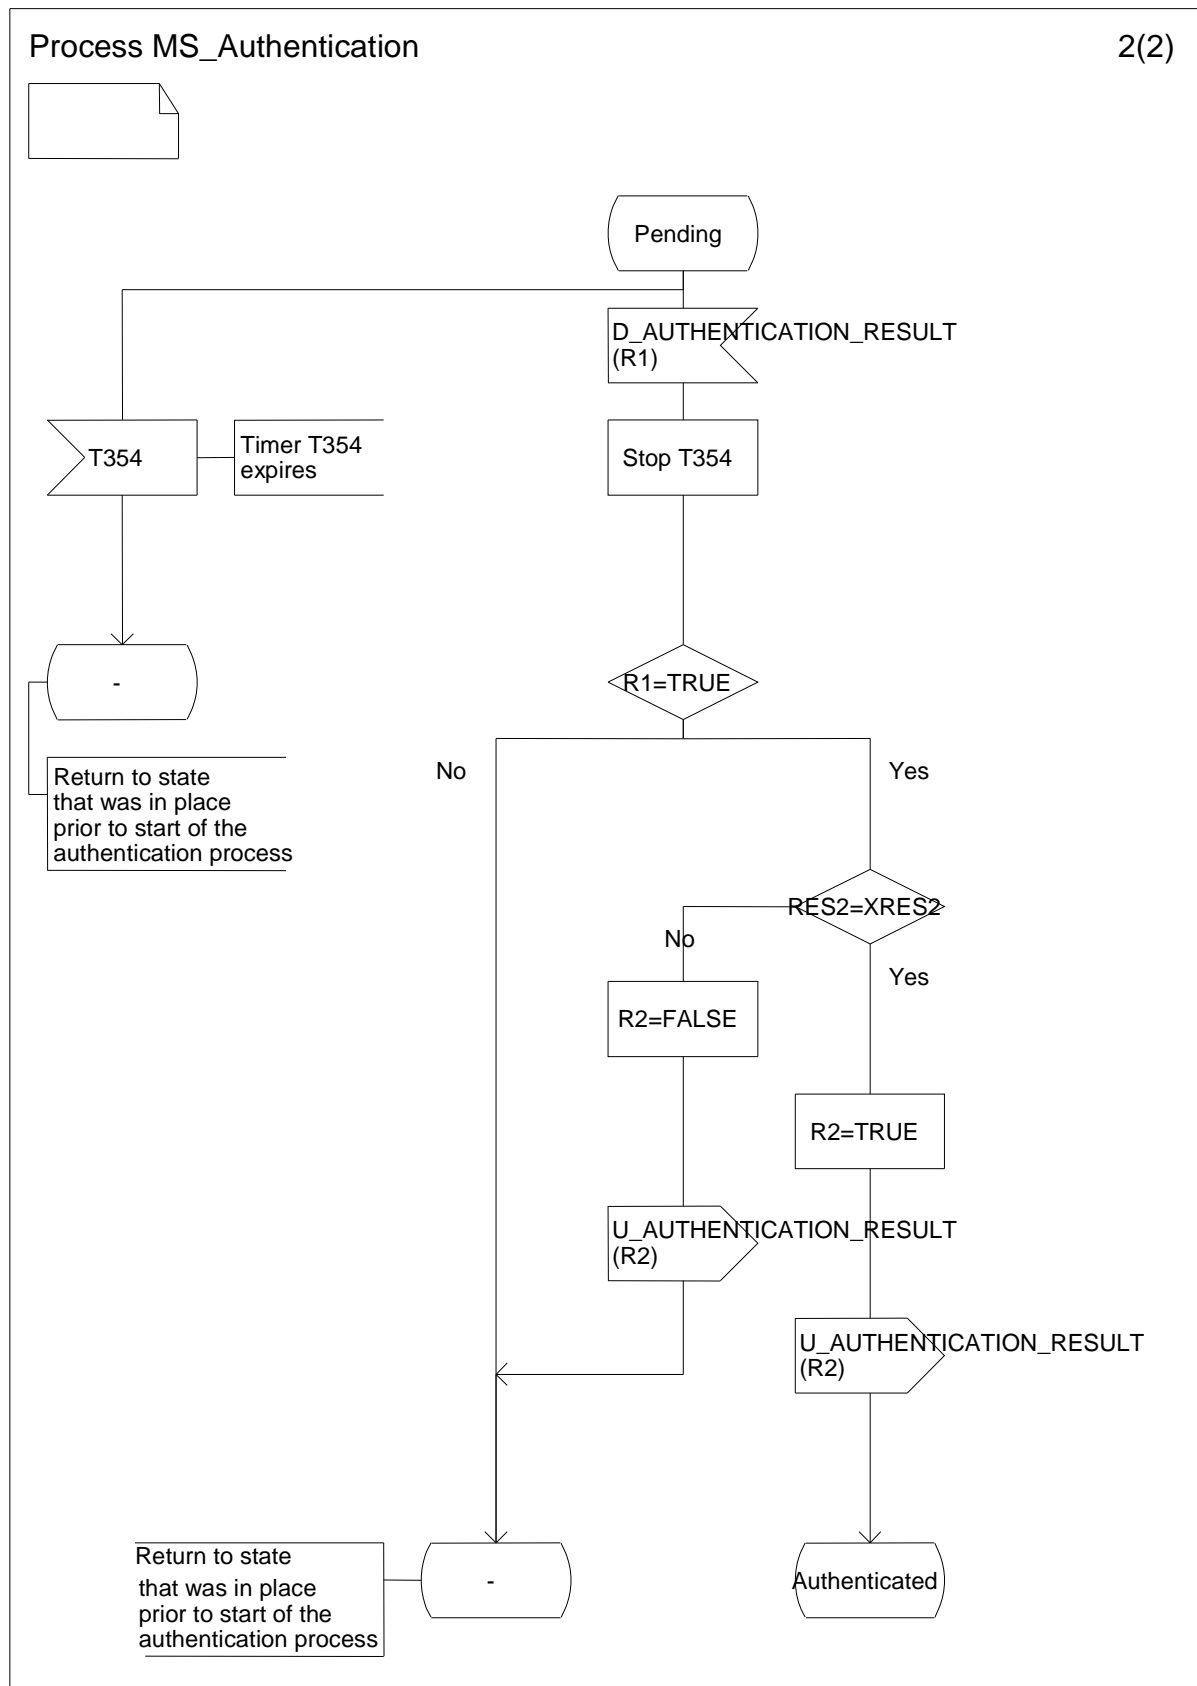 Process MS_Authentication
2(2)
Pending
D_AUTHENTICATION_RESULT
(R1)
T354
Timer T354
expires
Stop T354
-
R1=TRUE
No
Yes
Return to state
that was in place
prior to start of the
authentication process
RES2=XRES2
No
Yes
R2=FALSE
R2=TRUE
U_AUTHENTICATION_RESULT
(R2)
U_AUTHENTICATION_RESULT
(R2)
Return to state
that was in place
prior to start of the
authentication process
-
Authenticated